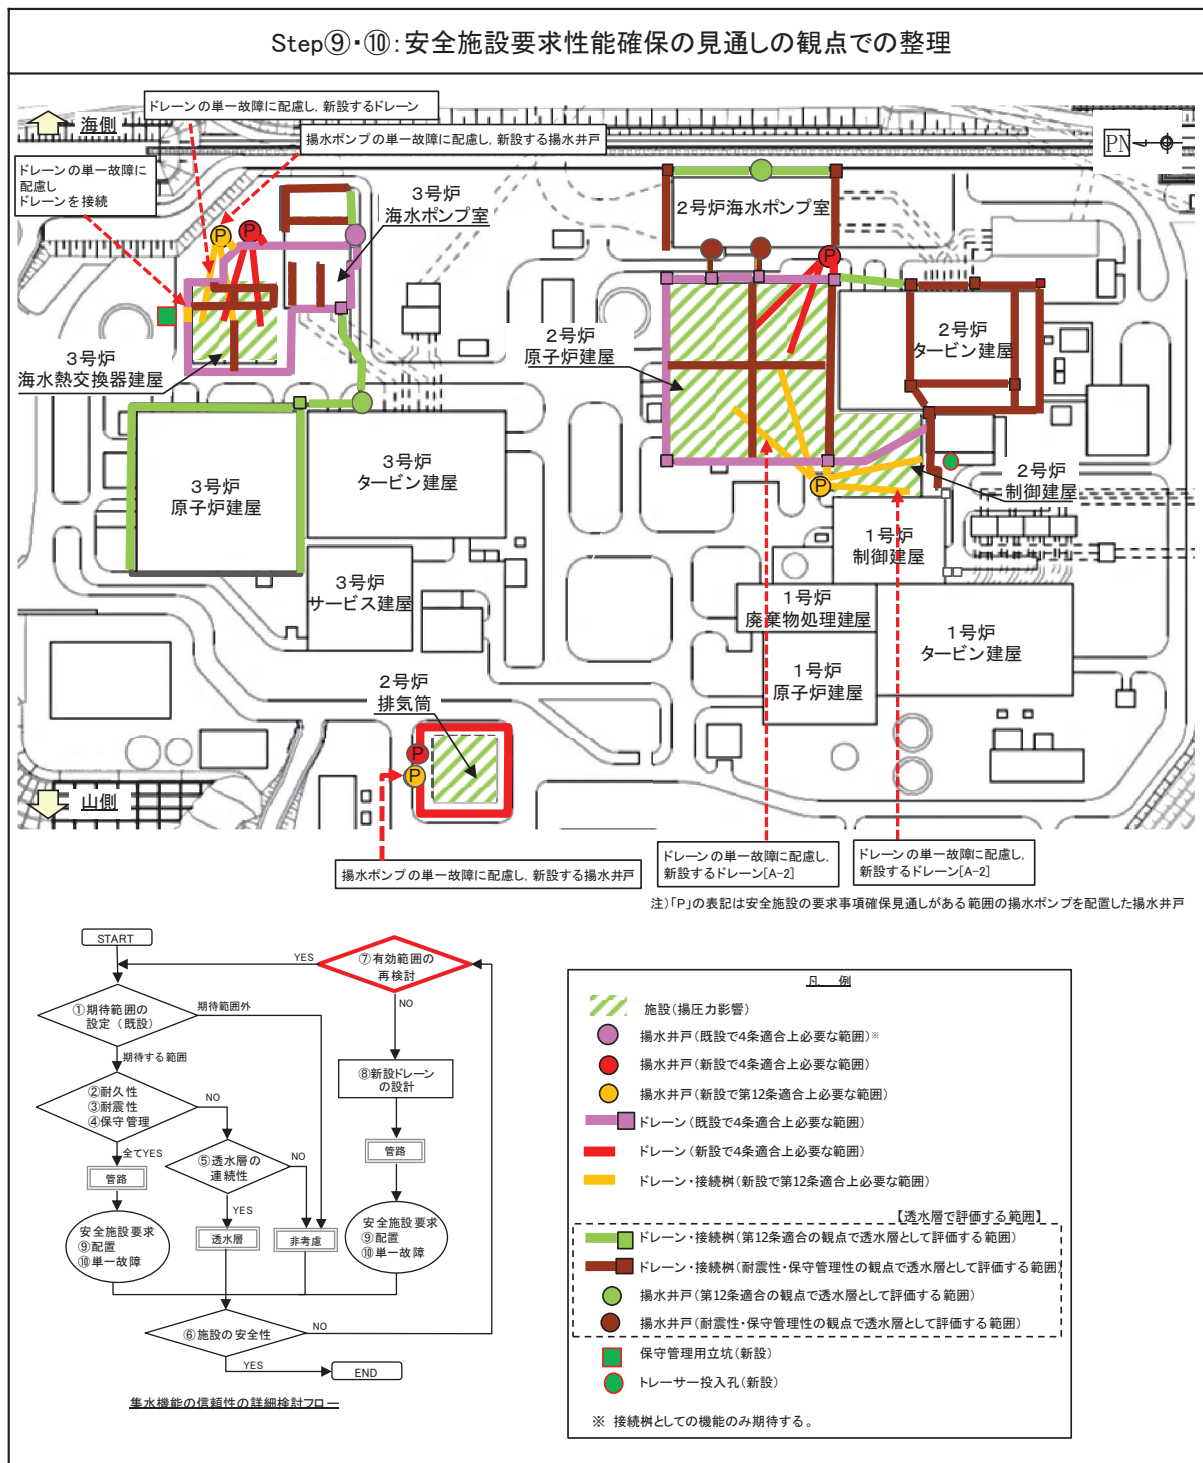 Step⑨・⑩:安全施設要求性能確保の見通しの観点での整理
ドレーンの単一故障に配慮し,新設するドレーン
海側
揚水ポンプの単一故障に配慮し,新設する揚水井戸
PN
ドレーンの単一故障に
配慮し
ドレーンを接続
3号炉
海水ポンプ室
2号炉海水ポンプ室
P
P
P
2号炉
原子炉建屋
2号炉
タービン建屋
3号炉
海水熱交換器建屋
3号炉
原子炉建屋
3号炉
タービン建屋
P
2号炉
制御建屋
1号炉
制御建屋
3号炉
サービス建屋
1号炉
廃棄物処理建屋
1号炉
タービン建屋
1号炉
原子炉建屋
2号炉
排気筒
P
P
山側
揚水ポンプの単一故障に配慮し,新設する揚水井戸
ドレーンの単一故障に配慮し,
新設するドレーン[A-2]
ドレーンの単一故障に配慮し,
新設するドレーン[A-2]
注)「P」の表記は安全施設の要求事項確保見通しがある範囲の揚水ポンプを配置した揚水井戸
START
YES
⑦有効範囲の
再検討
NO
①期待範囲の
設定(既設)
期待範囲外
期待する範囲
⑧新設ドレーン
の設計
②耐久性
③耐震性
④保守管理
NO
全てYES
管路
⑤透水層の
連続性
NO
管路
YES
安全施設要求
⑨配置
⑩単一故障
透水層
非考慮
安全施設要求
⑨配置
⑩単一故障
⑥施設の安全性
NO
YES
END
集水機能の信頼性の詳細検討フロー
凡 例
施設(揚圧力影響)
揚水井戸(既設で4条適合上必要な範囲)※
揚水井戸(新設で4条適合上必要な範囲)
揚水井戸(新設で第12条適合上必要な範囲)
ドレーン(既設で4条適合上必要な範囲)
ドレーン(新設で4条適合上必要な範囲)
ドレーン・接続桝(新設で第12条適合上必要な範囲)
【透水層で評価する範囲】
ドレーン・接続桝(第12条適合の観点で透水層として評価する範囲)
ドレーン・接続桝(耐震性・保守管理性の観点で透水層として評価する範囲)
揚水井戸(第12条適合の観点で透水層として評価する範囲)
揚水井戸(耐震性・保守管理性の観点で透水層として評価する範囲)
保守管理用立坑(新設)
トレーサー投入孔(新設)
※ 接続桝としての機能のみ期待する。